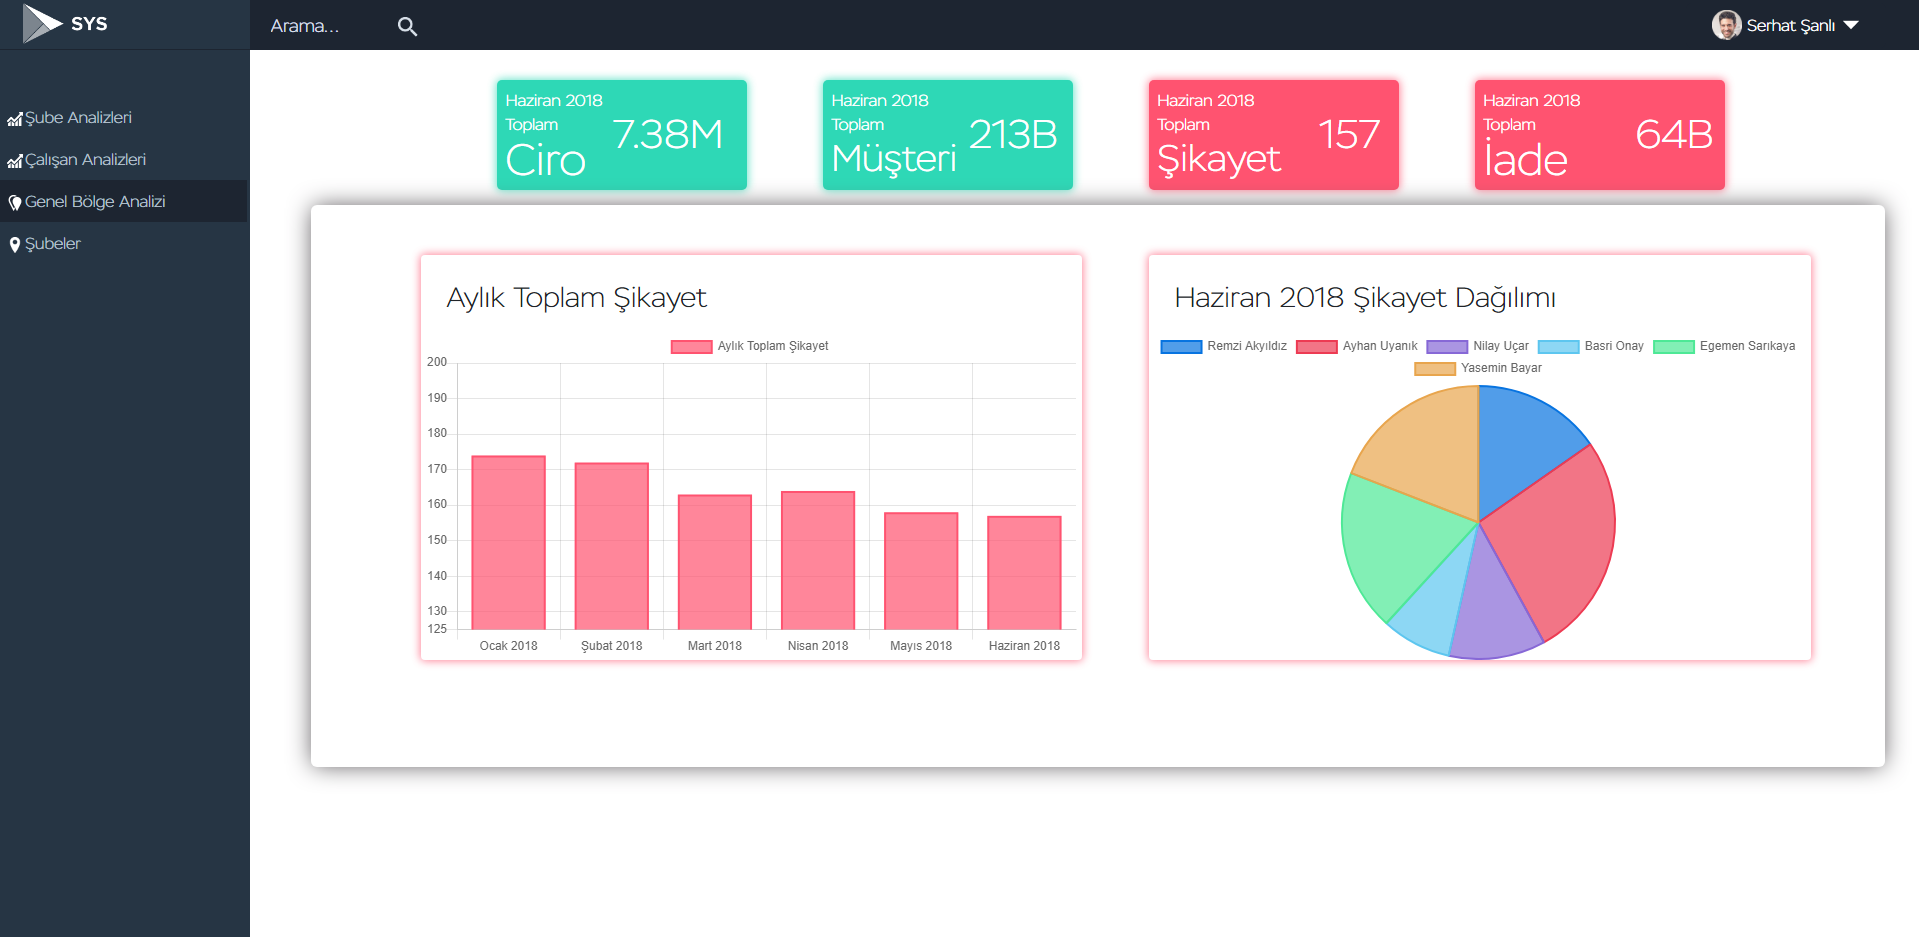 SYS
Arama...
Serhat Şanlı
Şube Analizleri
Çalışan Analizleri
Genel Bölge Analizi
Şubeler
Haziran 2018
Toplam
Ciro
7.38M
Haziran 2018
Toplam
Müşteri
213B
Haziran 2018
Toplam
Şikayet
157
Haziran 2018
Toplam
İade
64B
Aylık Toplam Şikayet
Aylık Toplam Şikayet
200
190
180
170
160
150
140
130
125
Ocak 2018 Şubat 2018 Mart 2018 Nisan 2018 Mayıs 2018 Haziran 2018
Haziran 2018 Şikayet Dağılımı
Remzi Akyıldız Ayhan Uyanık Nilay Uçar Basri Onay Egemen Sarıkaya
Yasemin Bayar